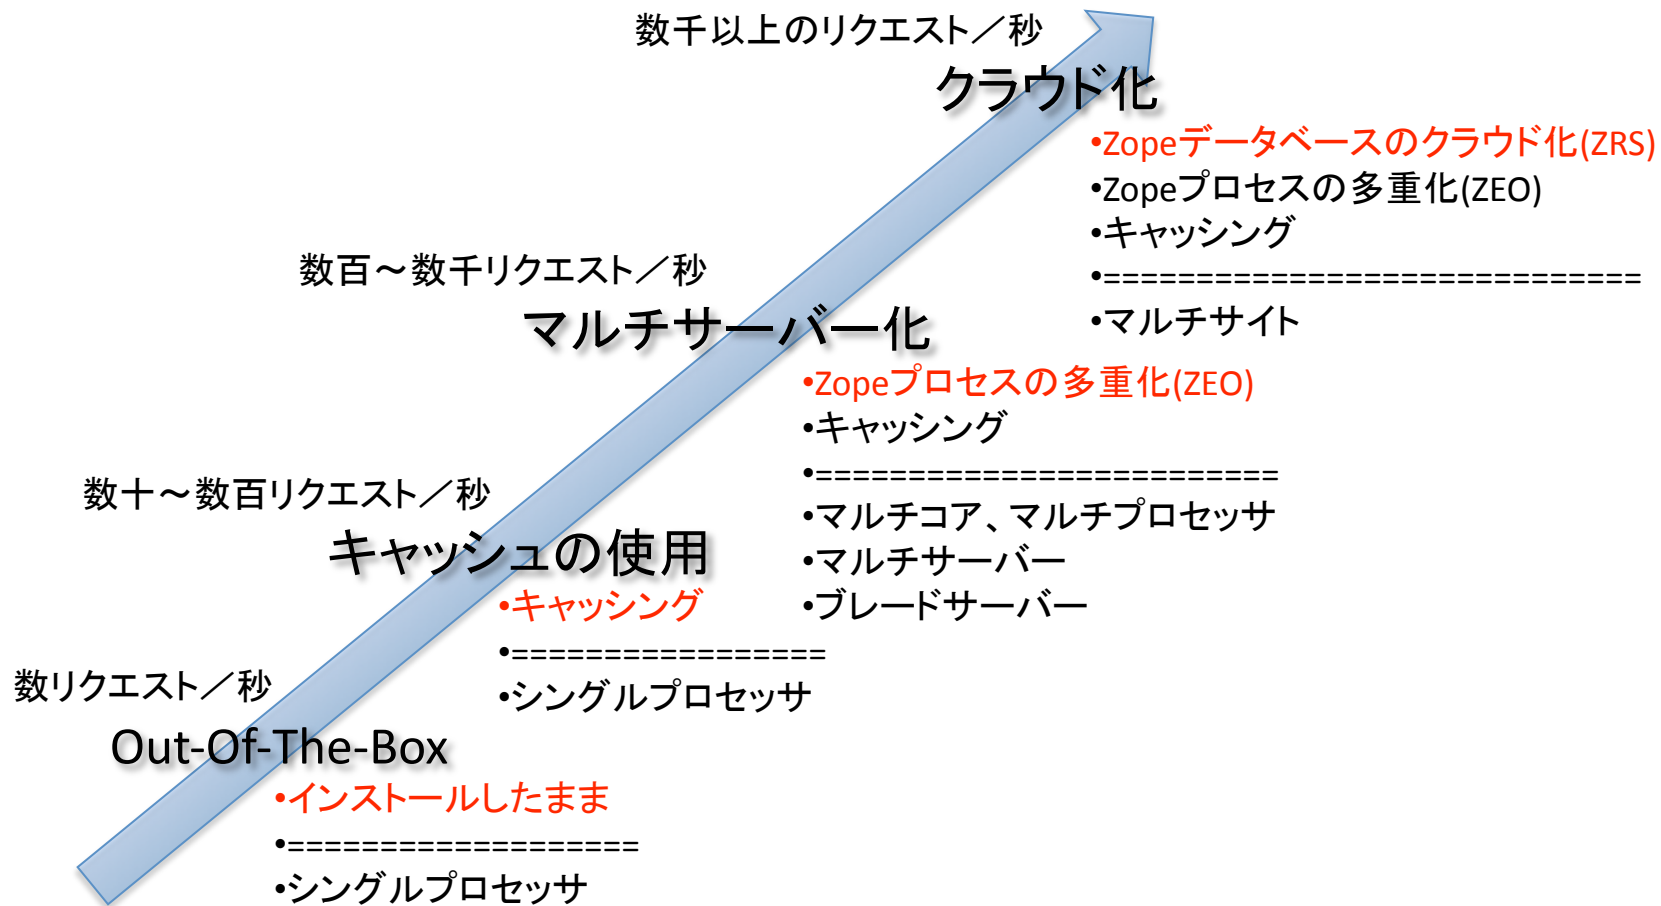 数千以上のリクエスト／秒
クラウド化
•Zopeデータベースのクラウド化(ZRS)
•Zopeプロセスの多重化(ZEO)
•キャッシング
•=============================
•マルチサイト
数百～数千リクエスト／秒
マルチサーバー化
•Zopeプロセスの多重化(ZEO)
•キャッシング
•=========================
•マルチコア、マルチプロセッサ
•マルチサーバー
•ブレードサーバー
数十～数百リクエスト／秒
キャッシュの使用
•キャッシング
•=================
•シングルプロセッサ
数リクエスト／秒
Out-Of-The-Box
•インストールしたまま
•===================
•シングルプロセッサ